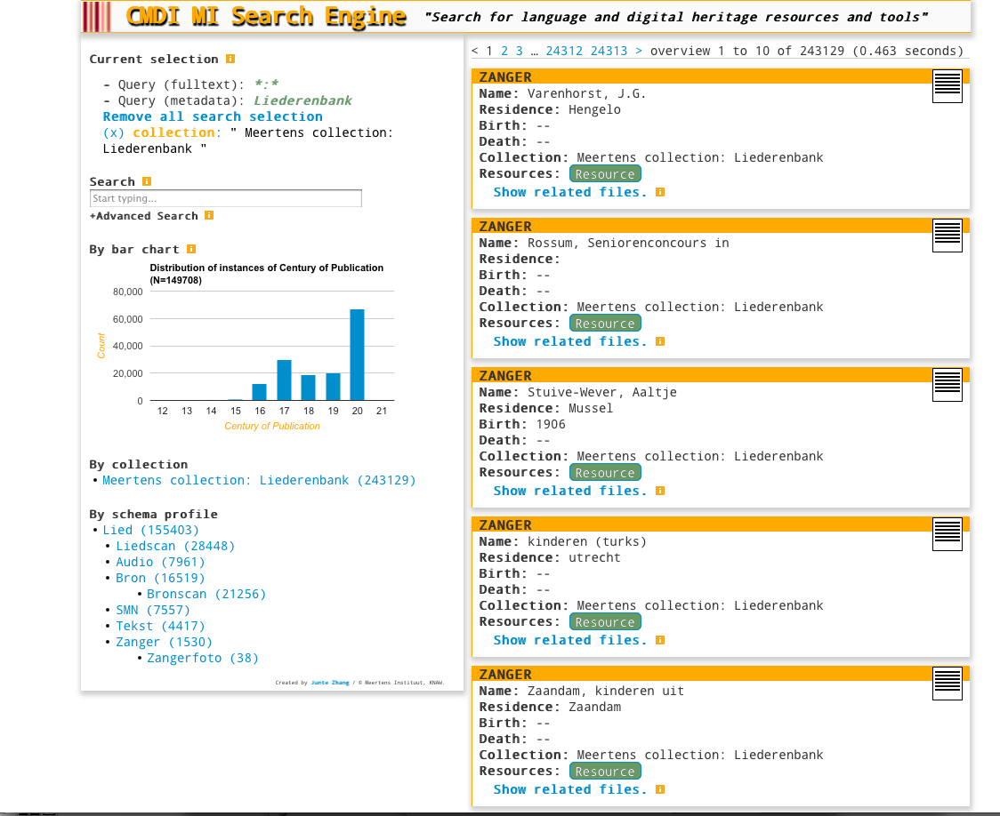 CMDI MI Search Engine "Search for language and digital heritage resources and tools"
Current selection
- Query (fulltext): *:*
- Query (metadata): Liederenbank
Remove all search selection
(x) collection: " Meertens collection:
Liederenbank "
Search
Start typing...
+Advanced Search
By bar chart
Distribution of instances of Century of Publication
(N=149708)
80,000
60,000
40,000
20,000
0
Count
12 13 14 15 16 17 18 19 20 21
Century of Publication
By collection
• Meertens collection: Liederenbank (243129)
By schema profile
• Lied (155403)
• Liedscan (28448)
• Audio (7961)
• Bron (16519)
• Bronscan (21256)
• SMN (7557)
• Tekst (4417)
• Zanger (1530)
• Zangerfoto (38)
Created by Junte Zhang / © Meertens Instituut, KNAW.
< 1 2 3 … 24312 24313 > overview 1 to 10 of 243129 (0.463 seconds)
ZANGER
Name: Varenhorst, J.G.
Residence: Hengelo
Birth: --
Death: --
Collection: Meertens collection: Liederenbank
Resources: Resource
Show related files.
ZANGER
Name: Rossum, Seniorenconcours in
Residence:
Birth: --
Death: --
Collection: Meertens collection: Liederenbank
Resources: Resource
Show related files.
ZANGER
Name: Stuive-Wever, Aaltje
Residence: Mussel
Birth: 1906
Death: --
Collection: Meertens collection: Liederenbank
Resources: Resource
Show related files.
ZANGER
Name: kinderen (turks)
Residence: utrecht
Birth: --
Death: --
Collection: Meertens collection: Liederenbank
Resources: Resource
Show related files.
ZANGER
Name: Zaandam, kinderen uit
Residence: Zaandam
Birth: --
Death: --
Collection: Meertens collection: Liederenbank
Resources: Resource
Show related files.